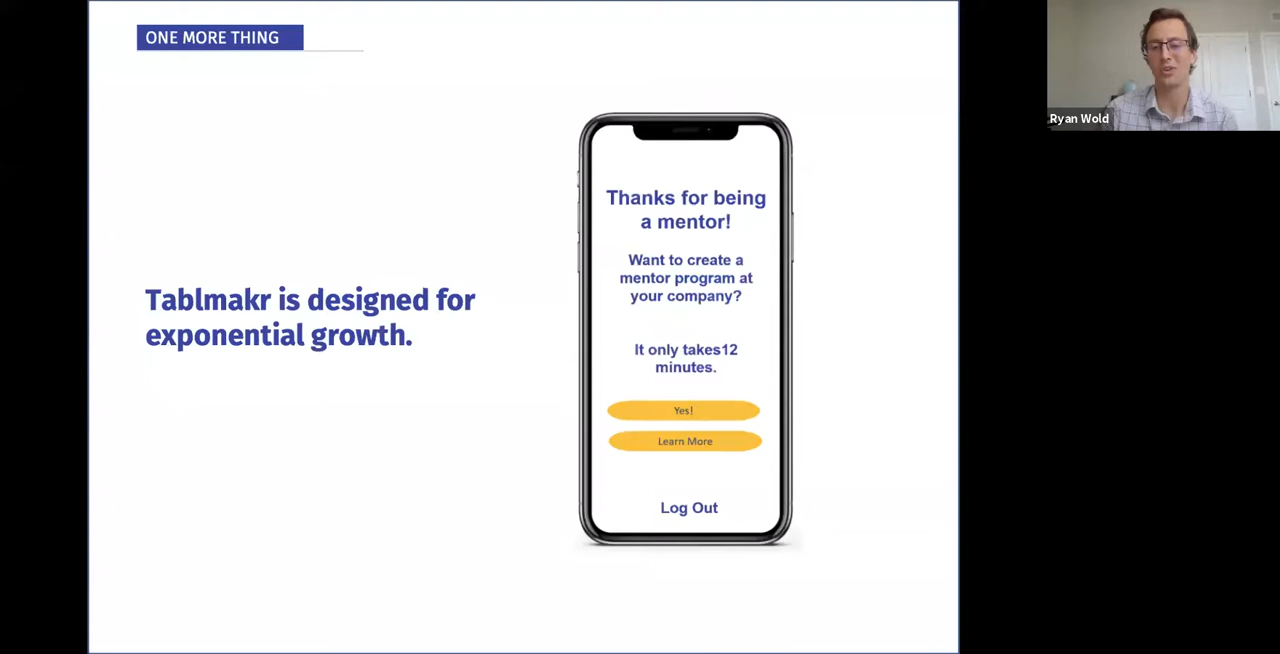 ONE MORE THING
Tablmakr is designed for
exponential growth.
Thanks for being
a mentor!
Want to create a
mentor program at
your company?
It only takes12
minutes.
Yes!
Learn More
Log Out
Ryan Wold